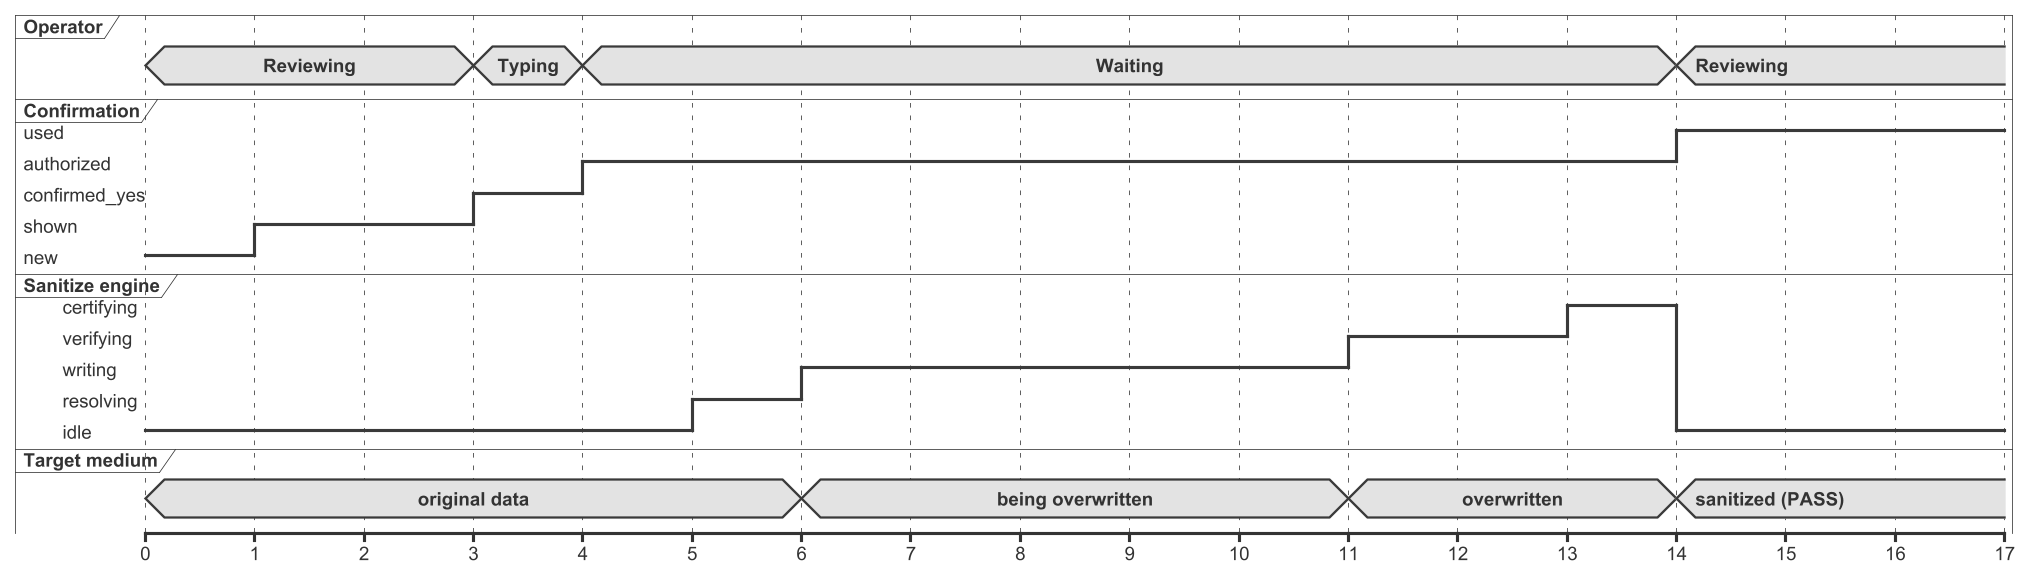 Operator
Reviewing Typing Waiting Reviewing
Confirmation
used
authorized
confirmed_yes
shown
new
Sanitize engine
certifying
verifying
writing
resolving
idle
Target medium
original data being overwritten overwritten sanitized (PASS)
0 1 2 3 4 5 6 7 8 9 10 11 12 13 14 15 16 17